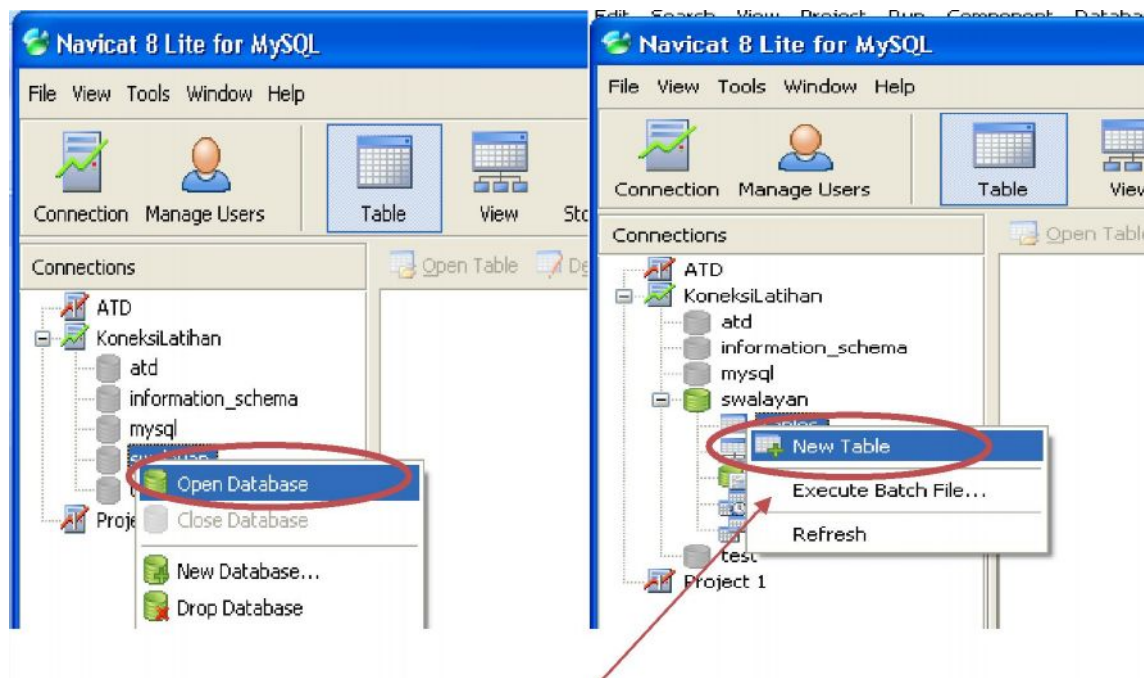 Navicat 8 Lite for MySQL
File View Tools Window Help
Connection Manage Users Table View
Connections
Open Table
ATD
KoneksiLatihan
atd
information_schema
mysql
swalayan
Open Database
Close Database
New Database...
Drop Database
Edit Search View Project Run Component
Navicat 8 Lite for MySQL
File View Tools Window Help
Connection Manage Users Table View
Connections
Open Table
ATD
KoneksiLatihan
atd
information_schema
mysql
swalayan
New Table
Execute Batch File...
Refresh
test
Project 1